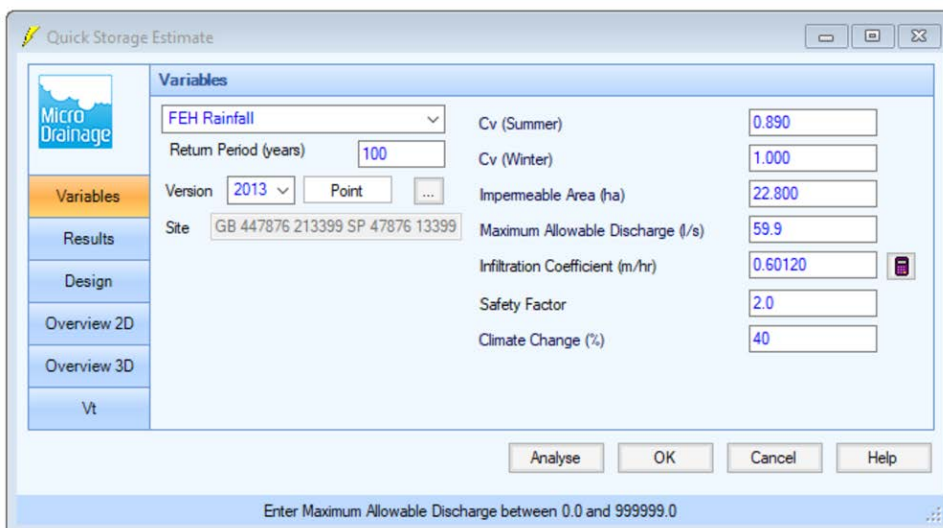 Quick Storage Estimate
Micro
Drainage
Variables
Results
Design
Overview 2D
Overview 3D
Vt
Variables
FEH Rainfall
Return Period (years) 100
Version 2013 Point ...
Site GB 447876 213399 SP 47876 13399
Cv (Summer) 0.890
Cv (Winter) 1.000
Impermeable Area (ha) 22.800
Maximum Allowable Discharge (l/s) 59.9
Infiltration Coefficient (m/hr) 0.60120
Safety Factor 2.0
Climate Change (%) 40
Analyse OK Cancel Help
Enter Maximum Allowable Discharge between 0.0 and 999999.0